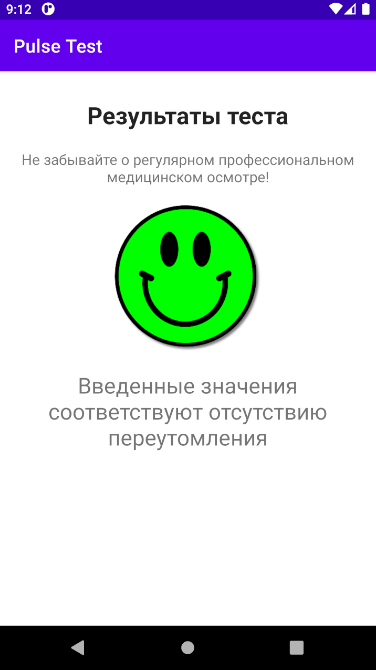 9:12
Pulse Test
Результаты теста
Не забывайте о регулярном профессиональном
медицинском осмотре!
Введенные значения
соответствуют отсутствию
переутомления